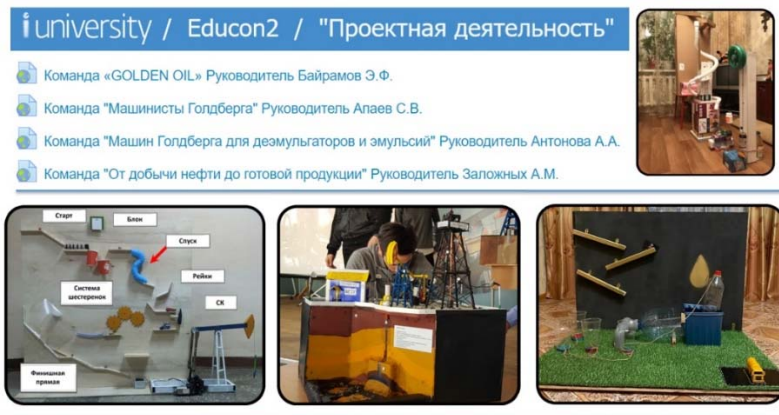 iuniversity / Educon2 / "Проектная деятельность"
Команда «GOLDEN OIL» Руководитель Байрамов Э.Ф.
Команда "Машинисты Голдберга" Руководитель Апаев С.В.
Команда "Машин Голдберга для деэмульгаторов и эмульсий" Руководитель Антонова А.А.
Команда "От добычи нефти до готовой продукции" Руководитель Заложных А.М.
Старт
Блок
Спуск
Рейки
Система шестеренок
СК
Финишная прямая